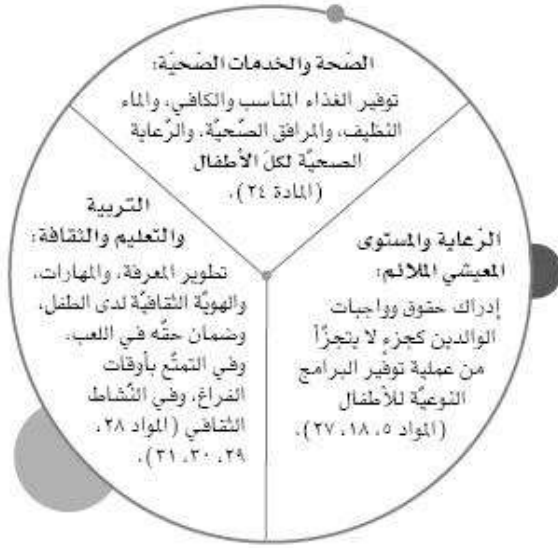 الصّحة والخدمات الصّحيّة:
توفير الغذاء المناسب والكافي، والماء
النظيف، والمرافق الصّحيّة، والرّعاية
الصحيّة لكلّ الأطفال
(المادة ٢٤).
الرّعاية والمستوى
المعيشي الملائم:
إدراك حقوق وواجبات
الوالدين كجزءٍ لا يتجزّأ
من عملية توفير البرامج
النوعيّة للأطفال
(المواد ٥، ١٨، ٢٧).
التربية
والتعليم والثقافة:
تطوير المعرفة، والمهارات،
والهويّة الثقافيّة لدى الطفل،
وضمان حقّه في اللعب،
وفي التمتّع بأوقات
الفراغ، وفي النّشاط
الثقافي (المواد ٢٨،
٢٩، ٣٠، ٣١).